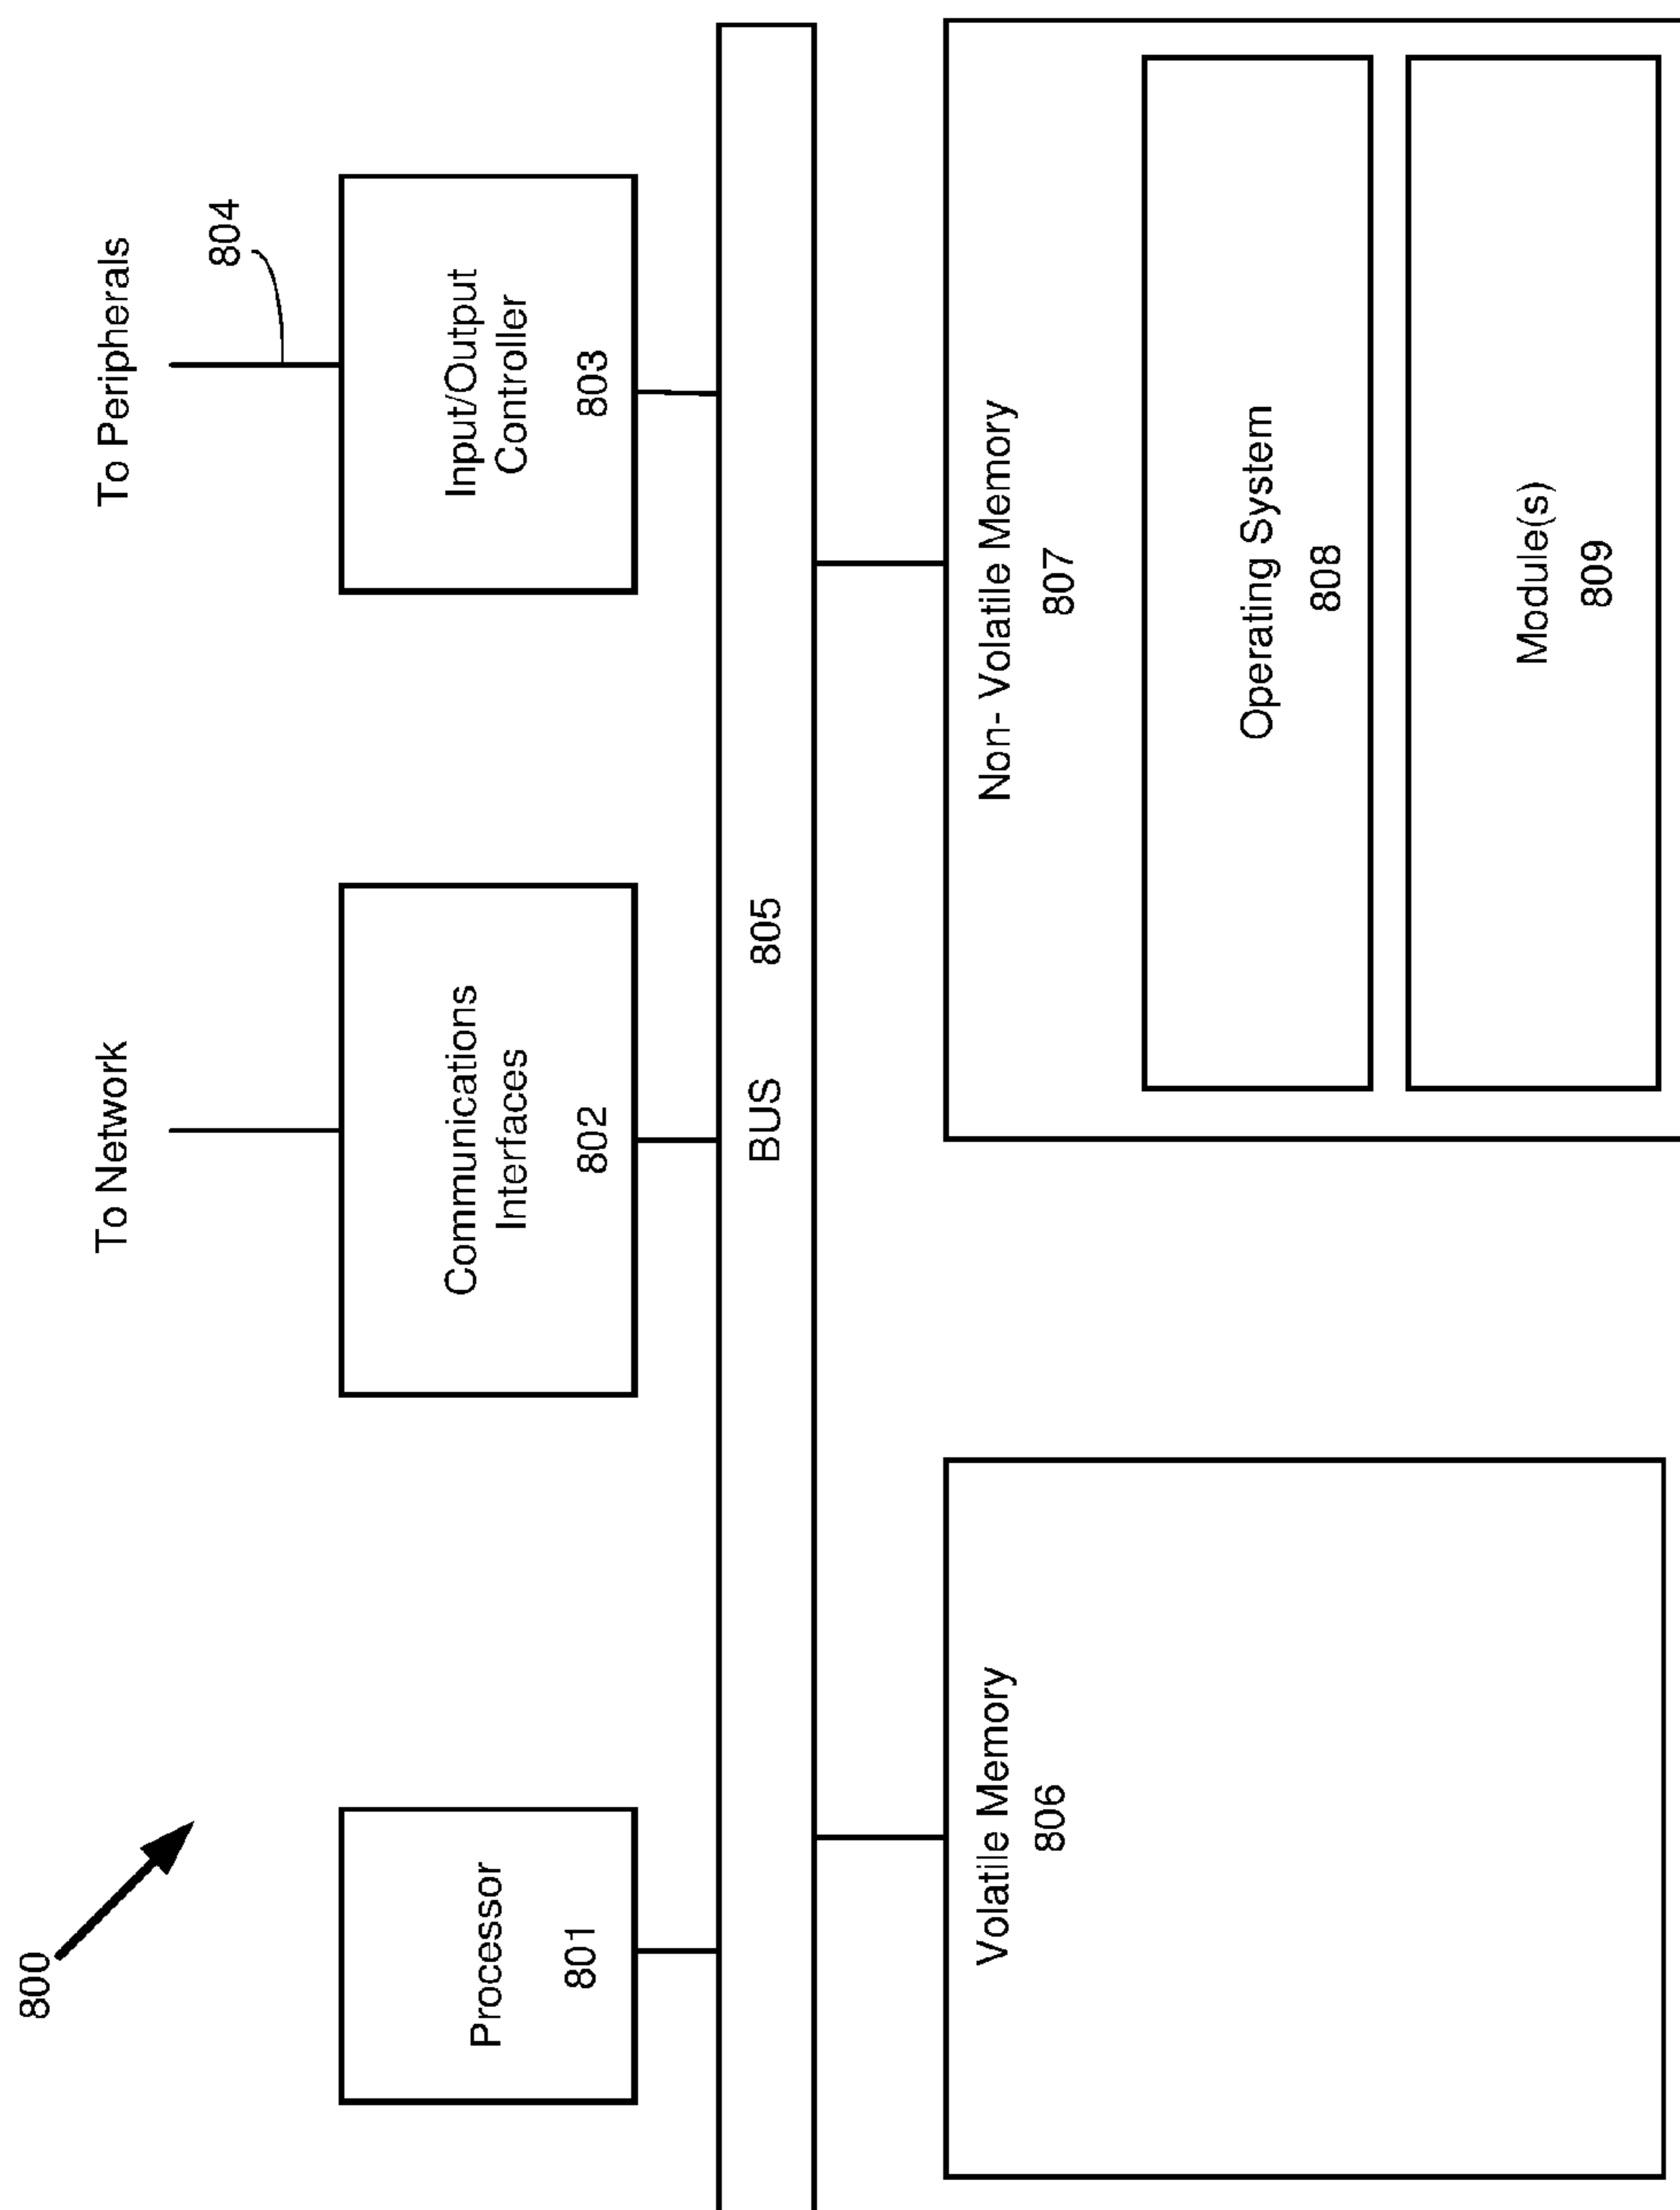 800
To Network
To Peripherals
804
Processor
801
Communications
Interfaces
802
Input/Output
Controller
803
BUS 805
Volatile Memory
806
Non- Volatile Memory
807
Operating System
808
Module(s)
809